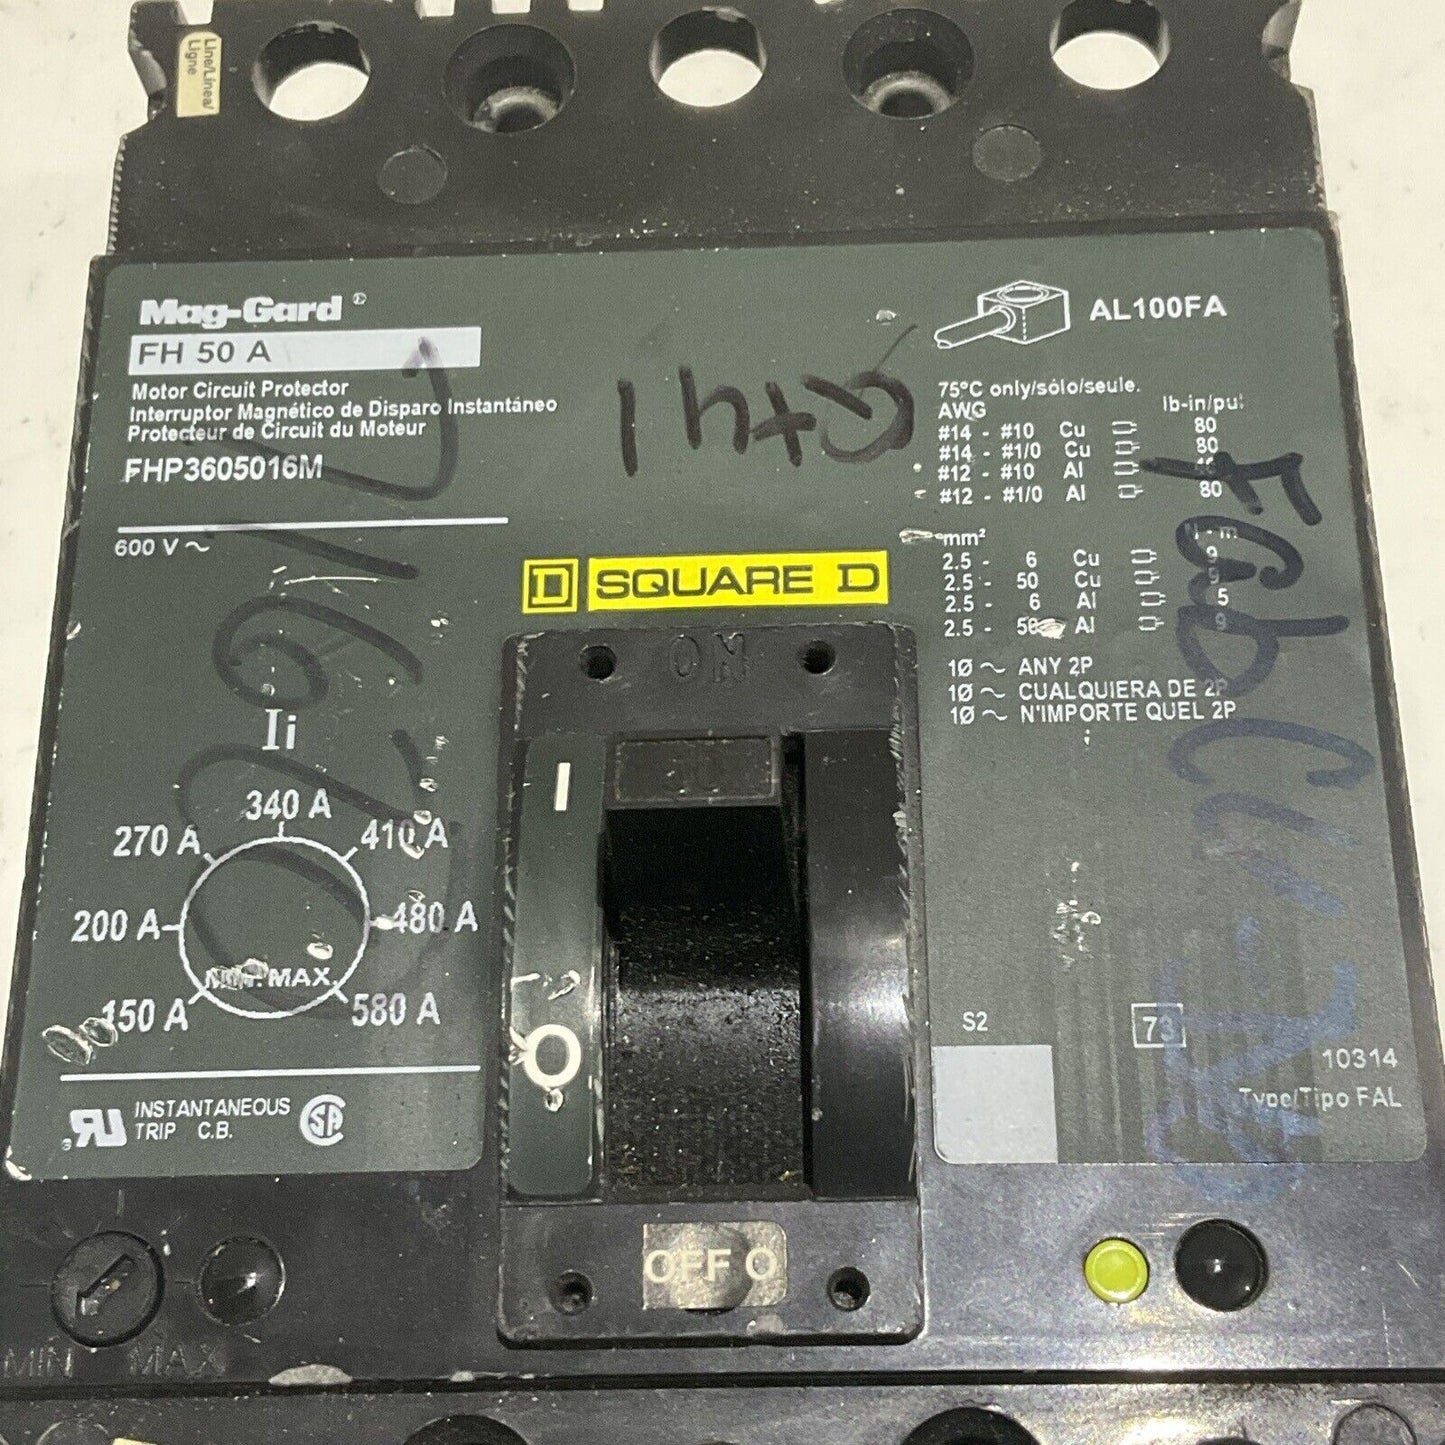 Line/Línea/
Ligne
Mag-Gard
FH 50 A
Motor Circuit Protector
Interruptor Magnético de Disparo Instantáneo
Protecteur de Circuit du Moteur
FHP3605016M
600 V ~
Ii
340 A
270 A 410 A
200 A 480 A
MAX.
150 A 580 A
INSTANTANEOUS
TRIP C.B.
MIN MAX
SQUARE D
ON
50
I
O
OFF O
AL100FA
75°C only/sólo/seule.
AWG lb-in/pul
#14 - #10 Cu 80
#14 - #1/0 Cu 80
#12 - #10 Al
#12 - #1/0 Al 80
mm² N - m
2.5 - 6 Cu 9
2.5 - 50 Cu 9
2.5 - 6 Al 5
2.5 - 50 Al 9
1Ø ~ ANY 2P
1Ø ~ CUALQUIERA DE 2P
1Ø ~ N'IMPORTE QUEL 2P
S2 73
10314
Type/Tipo FAL